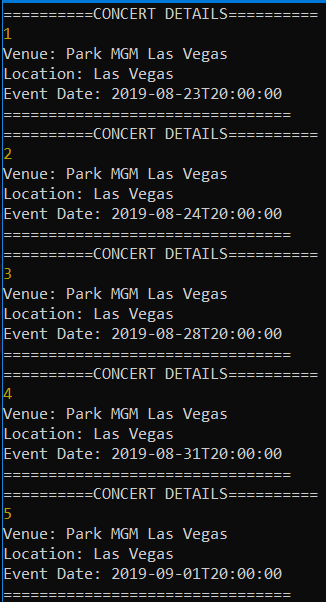 ==========CONCERT DETAILS==========
1
Venue: Park MGM Las Vegas
Location: Las Vegas
Event Date: 2019-08-23T20:00:00
================================
==========CONCERT DETAILS==========
2
Venue: Park MGM Las Vegas
Location: Las Vegas
Event Date: 2019-08-24T20:00:00
================================
==========CONCERT DETAILS==========
3
Venue: Park MGM Las Vegas
Location: Las Vegas
Event Date: 2019-08-28T20:00:00
================================
==========CONCERT DETAILS==========
4
Venue: Park MGM Las Vegas
Location: Las Vegas
Event Date: 2019-08-31T20:00:00
================================
==========CONCERT DETAILS==========
5
Venue: Park MGM Las Vegas
Location: Las Vegas
Event Date: 2019-09-01T20:00:00
================================